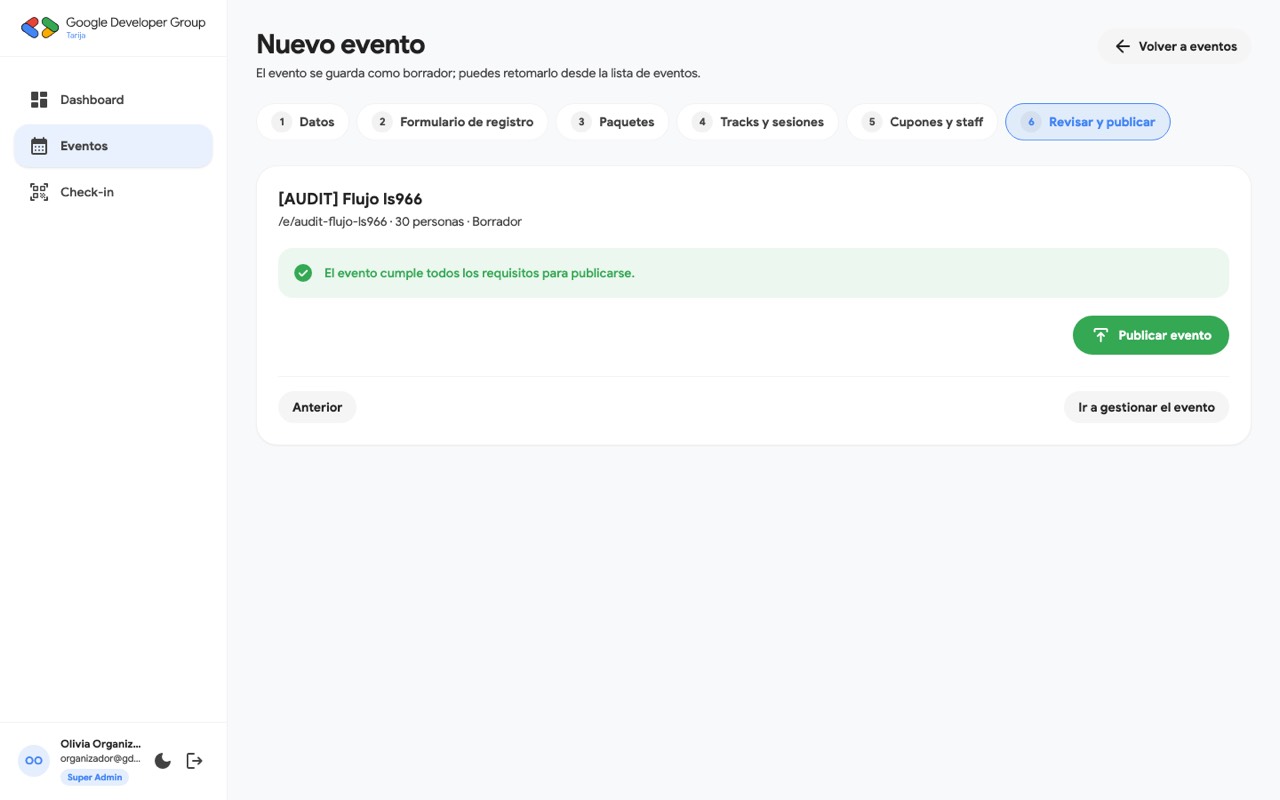 Google Developer Group
Tarija
Dashboard
Eventos
Check-in
Nuevo evento
El evento se guarda como borrador; puedes retomarlo desde la lista de eventos.
Volver a eventos
1 Datos
2 Formulario de registro
3 Paquetes
4 Tracks y sesiones
5 Cupones y staff
6 Revisar y publicar
[AUDIT] Flujo ls966
/e/audit-flujo-ls966 · 30 personas · Borrador
El evento cumple todos los requisitos para publicarse.
Publicar evento
Anterior
Ir a gestionar el evento
OO
Olivia Organiz...
organizador@gd...
Super Admin